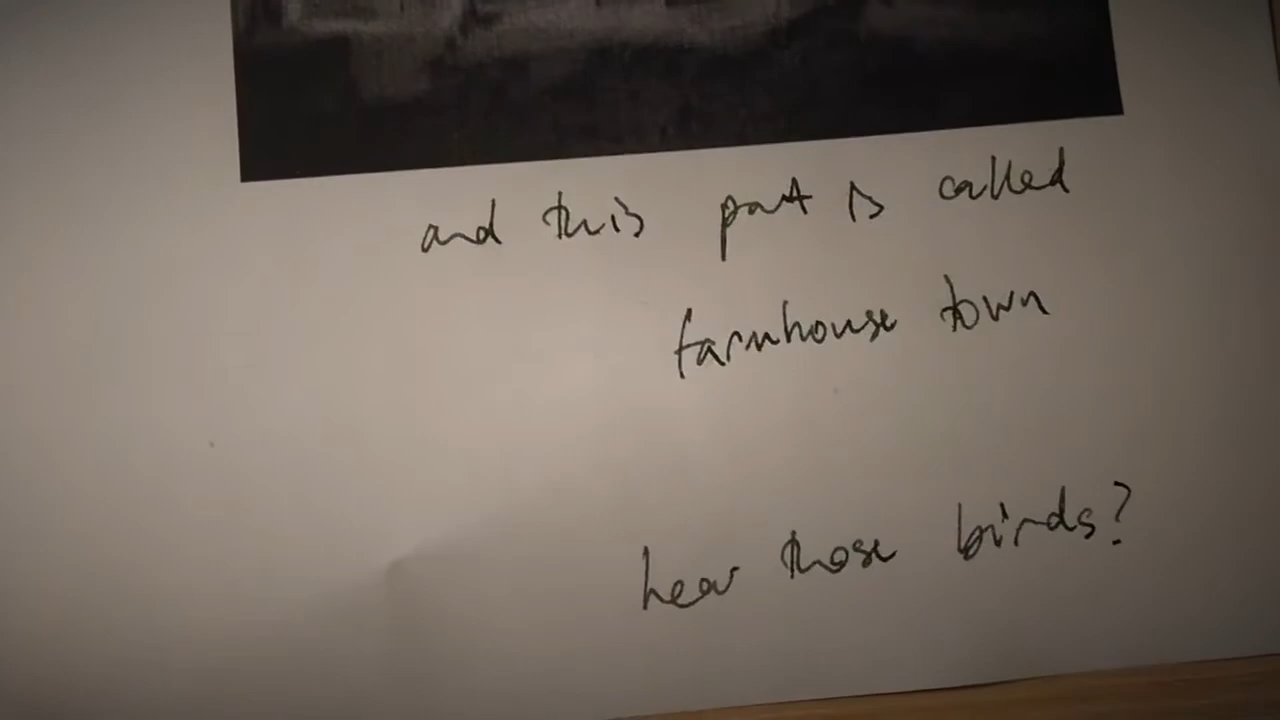 and this part is called
farmhouse town
hear those birds?